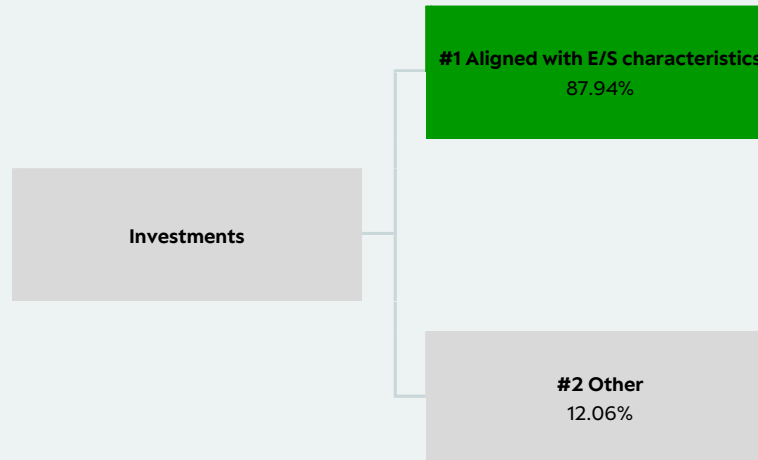 #1 Aligned with E/S characteristics
87.94%
Investments
#2 Other
12.06%